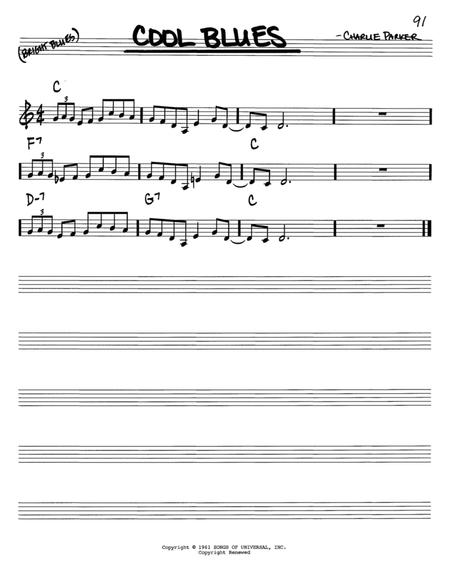 91
(BRIGHT BLUES)
COOL BLUES
- CHARLIE PARKER
C
3
F7
C
3
D-7
G7
C
3
Copyright © 1961 SONGS OF UNIVERSAL, INC.
Copyright Renewed